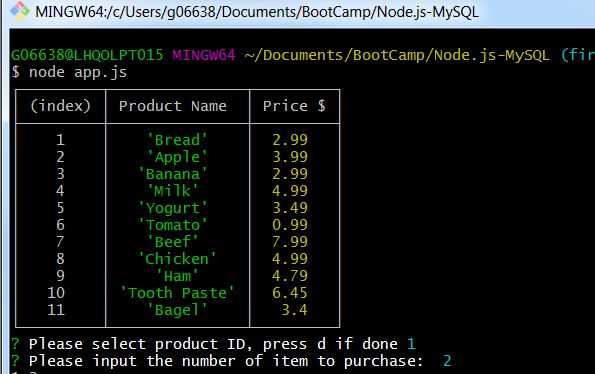 MINGW64:/c/Users/g06638/Documents/BootCamp/Node.js-MySQL
G06638@LHQOLPT015 MINGW64 ~/Documents/BootCamp/Node.js-MySQL (fir
$ node app.js
(index) Product Name Price $
1 'Bread' 2.99
2 'Apple' 3.99
3 'Banana' 2.99
4 'Milk' 4.99
5 'Yogurt' 3.49
6 'Tomato' 0.99
7 'Beef' 7.99
8 'Chicken' 4.99
9 'Ham' 4.79
10 'Tooth Paste' 6.45
11 'Bagel' 3.4
? Please select product ID, press d if done 1
? Please input the number of item to purchase: 2